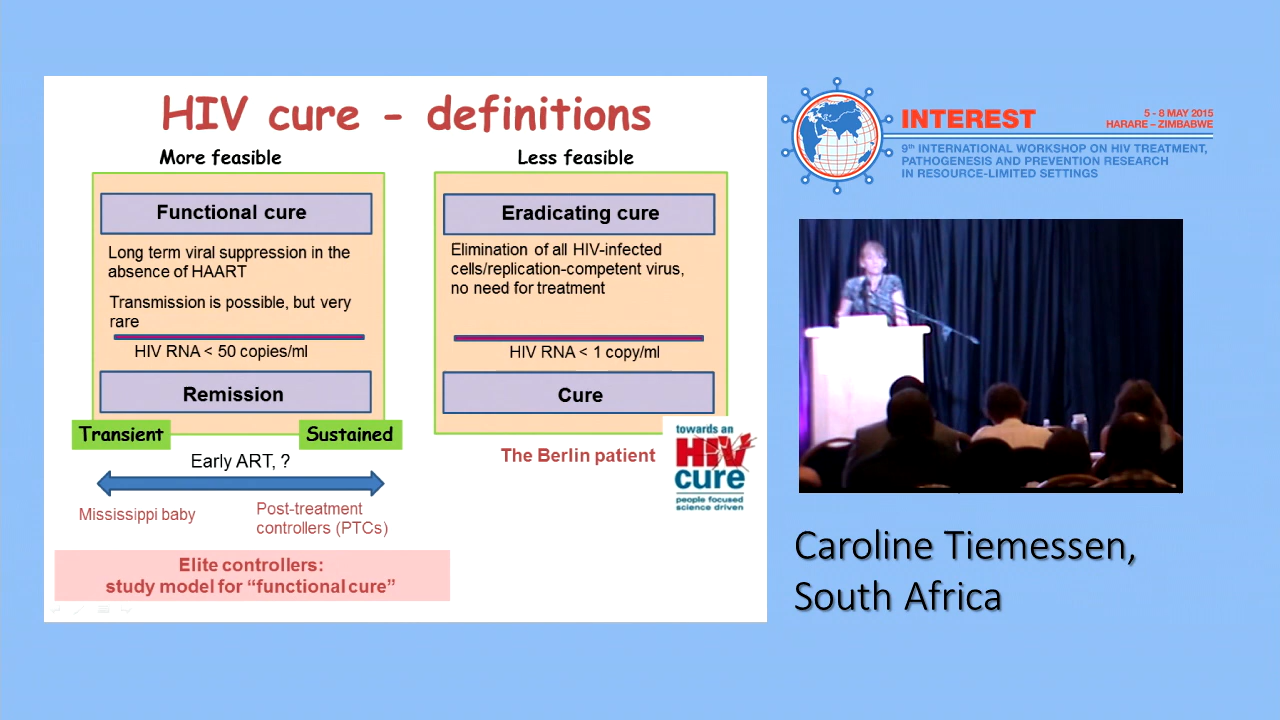 HIV cure - definitions
More feasible
Functional cure
Long term viral suppression in the
absence of HAART
Transmission is possible, but very
rare
HIV RNA < 50 copies/ml
Remission
Transient
Sustained
Early ART, ?
Mississippi baby
Post-treatment
controllers (PTCs)
Elite controllers:
study model for “functional cure”
Less feasible
Eradicating cure
Elimination of all HIV-infected
cells/replication-competent virus,
no need for treatment
HIV RNA < 1 copy/ml
Cure
The Berlin patient
towards an
HIV
cure
people focused
science driven
INTEREST
5 - 8 MAY 2015
HARARE – ZIMBABWE
9th INTERNATIONAL WORKSHOP ON HIV TREATMENT,
PATHOGENESIS AND PREVENTION RESEARCH
IN RESOURCE-LIMITED SETTINGS
Caroline Tiemessen,
South Africa